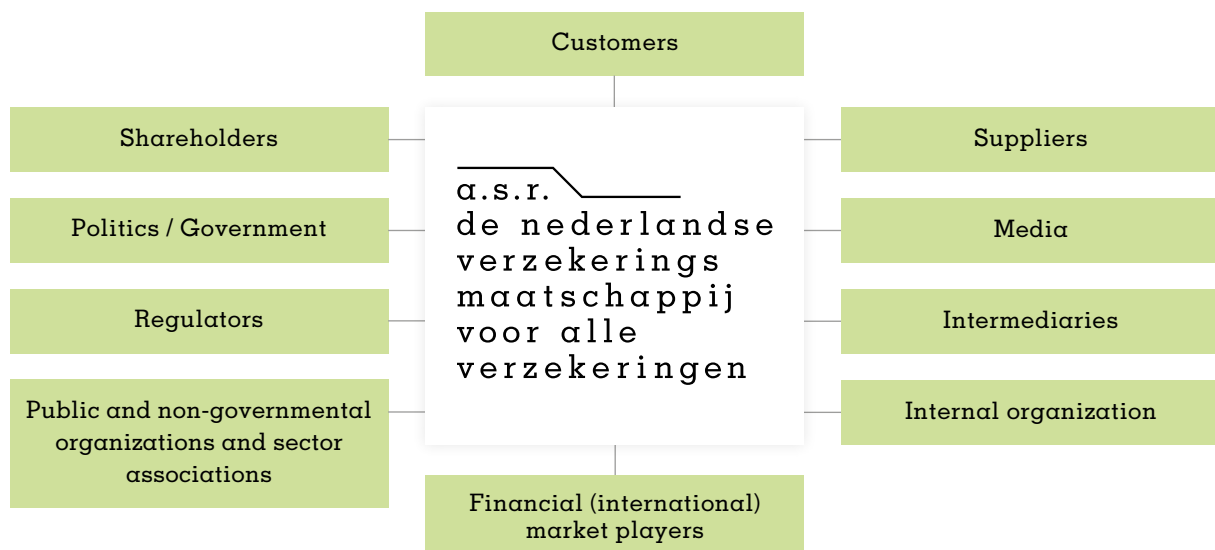 Customers
Shareholders
Politics / Government
Regulators
Public and non-governmental
organizations and sector
associations
a.s.r.
de nederlandse
verzekerings
maatschappij
voor alle
verzekeringen
Suppliers
Media
Intermediaries
Internal organization
Financial (international)
market players